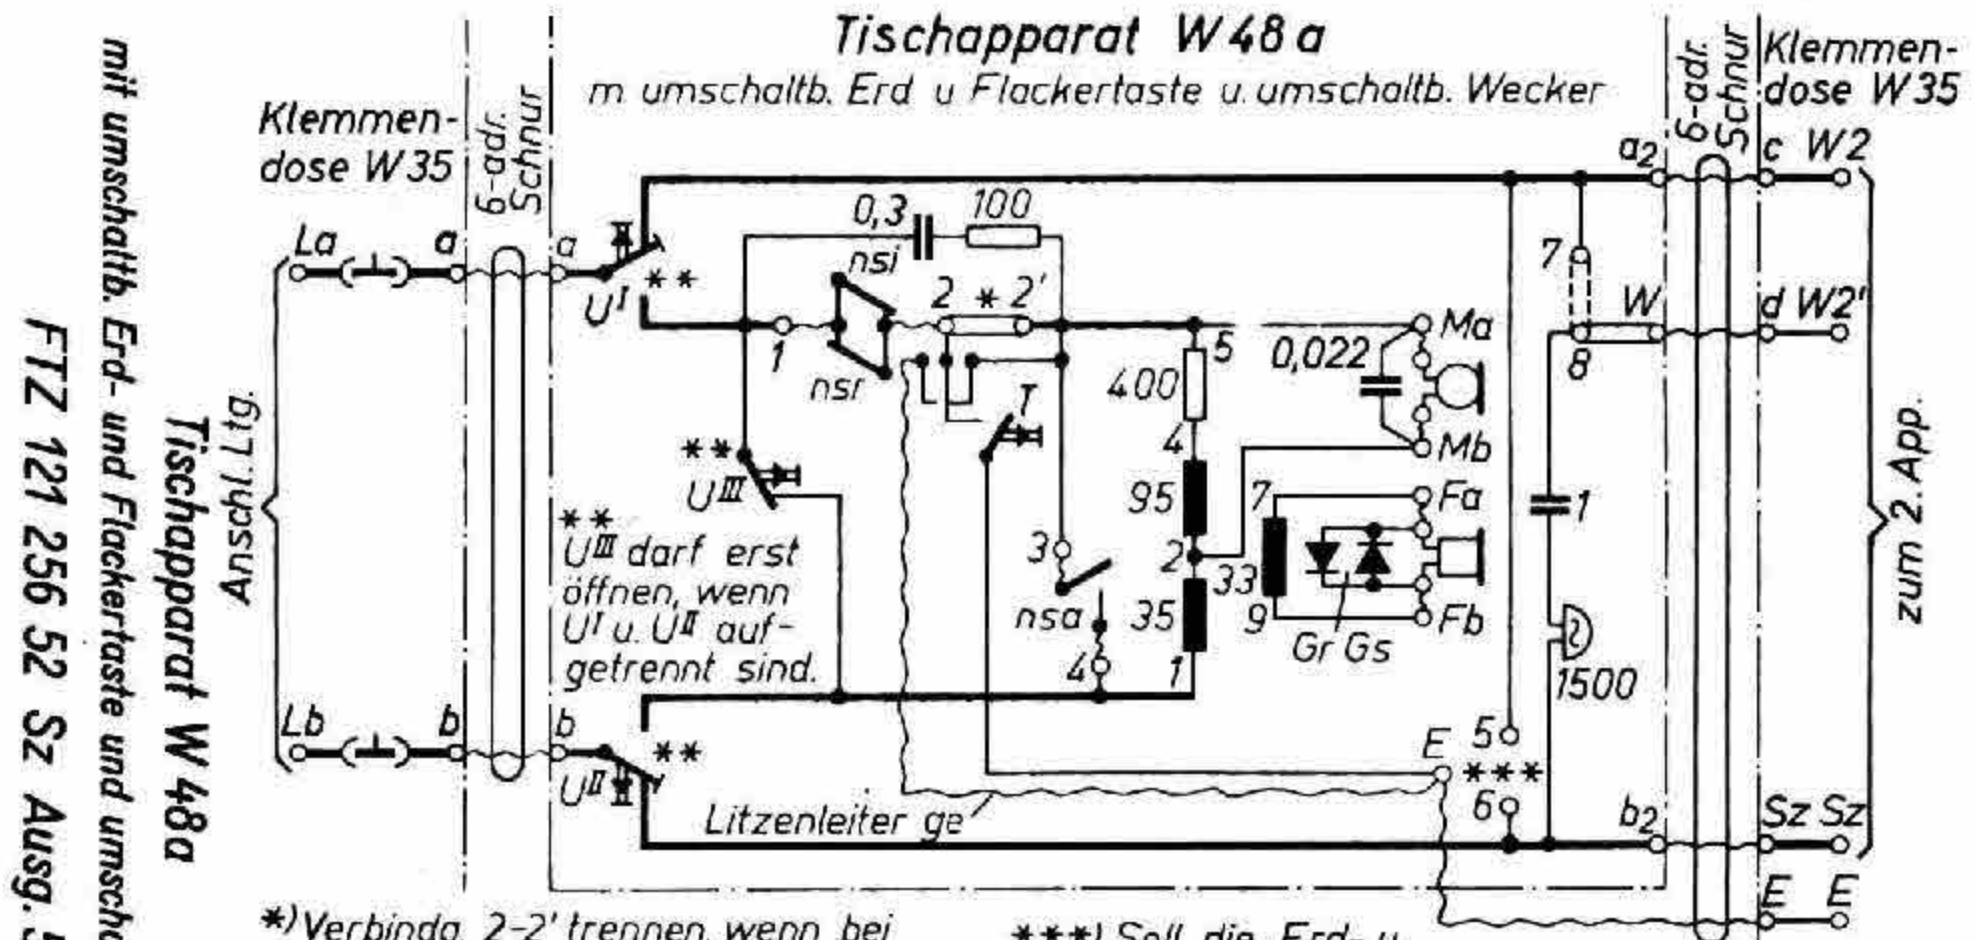 Tischapparat W 48 a
m umschaltb. Erd u Flackertaste u. umschaltb. Wecker
mit umschaltb. Erd- und Flackertaste und umscha
Tischapparat W 48a
FTZ 121 256 52 Sz Ausg.
Anschl. Ltg.
Klemmen-
dose W 35
6-adr.
Schnur
La
a
a
U^I
**
Lb
b
b
U^II
**
0,3
100
nsi
2 * 2'
1
nsr
T
**
U^III
**
U^III darf erst
öffnen, wenn
U^I u. U^II auf-
getrennt sind.
3
nsa
4
5
400
4
95
2
35
1
0,022
Ma
Mb
7
33
9
Fa
Fb
Gr Gs
Litzenleiter ge
E
5
***
6
1
1500
7
8
W
a2
b2
6-adr.
Schnur
Klemmen-
dose W 35
c W2
d W2'
Sz Sz
E E
zum 2. App.
*) Verbindg. 2-2' trennen, wenn bei
***) Soll die Erd- u.